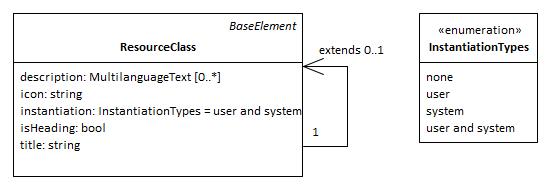 BaseElement
ResourceClass
description: MultilanguageText [0..*]
icon: string
instantiation: InstantiationTypes = user and system
isHeading: bool
title: string
extends 0..1
1
«enumeration»
InstantiationTypes
none
user
system
user and system